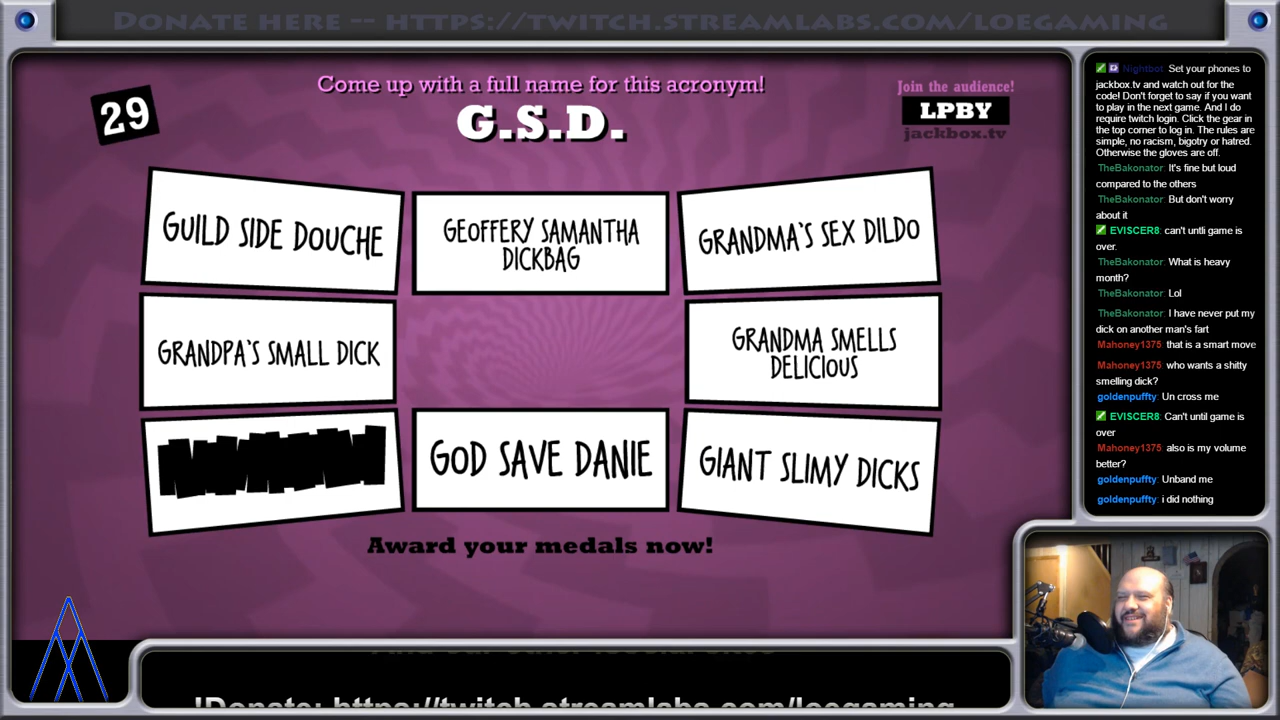 Donate here -- https://twitch.streamlabs.com/loegaming
Come up with a full name for this acronym!
G.S.D.
29
Join the audience!
LPBY
jackbox.tv
GUILD SIDE DOUCHE
GEOFFERY SAMANTHA
DICKBAG
GRANDMA'S SEX DILDO
GRANDPA'S SMALL DICK
GRANDMA SMELLS
DELICIOUS
GOD SAVE DANIE
GIANT SLIMY DICKS
Award your medals now!
Nightbot: Set your phones to
jackbox.tv and watch out for the
code! Don't forget to say if you want
to play in the next game. And I do
require twitch login. Click the gear in
the top corner to log in. The rules are
simple, no racism, bigotry or hatred.
Otherwise the gloves are off.
TheBakonator: It's fine but loud
compared to the others
TheBakonator: But don't worry
about it
EVISCER8: can't untli game is
over.
TheBakonator: What is heavy
month?
TheBakonator: Lol
TheBakonator: I have never put my
dick on another man's fart
Mahoney1375: that is a smart move
Mahoney1375: who wants a shitty
smelling dick?
goldenpuffty: Un cross me
EVISCER8: Can't until game is
over
Mahoney1375: also is my volume
better?
goldenpuffty: Unband me
goldenpuffty: i did nothing
!Donate: https://twitch.streamlabs.com/loegaming